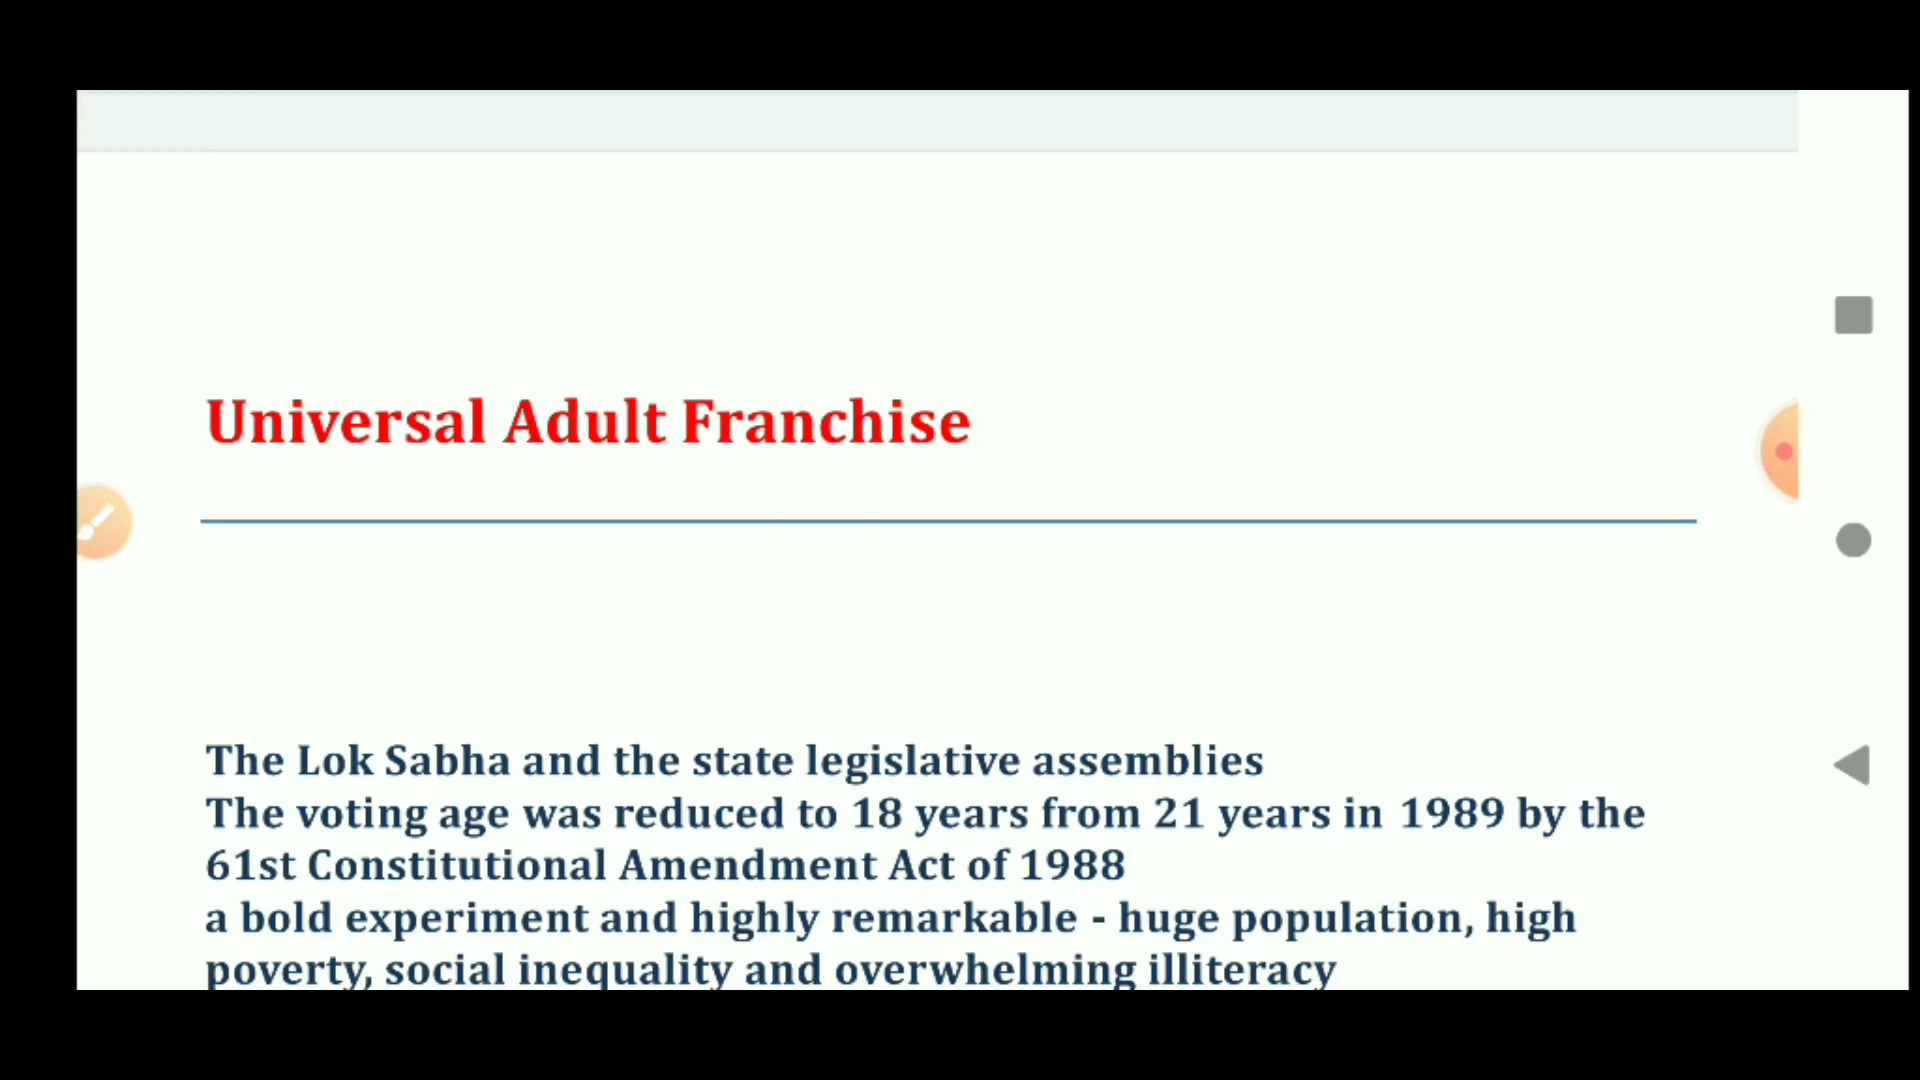 Universal Adult Franchise
The Lok Sabha and the state legislative assemblies
The voting age was reduced to 18 years from 21 years in 1989 by the
61st Constitutional Amendment Act of 1988
a bold experiment and highly remarkable - huge population, high
poverty, social inequality and overwhelming illiteracy